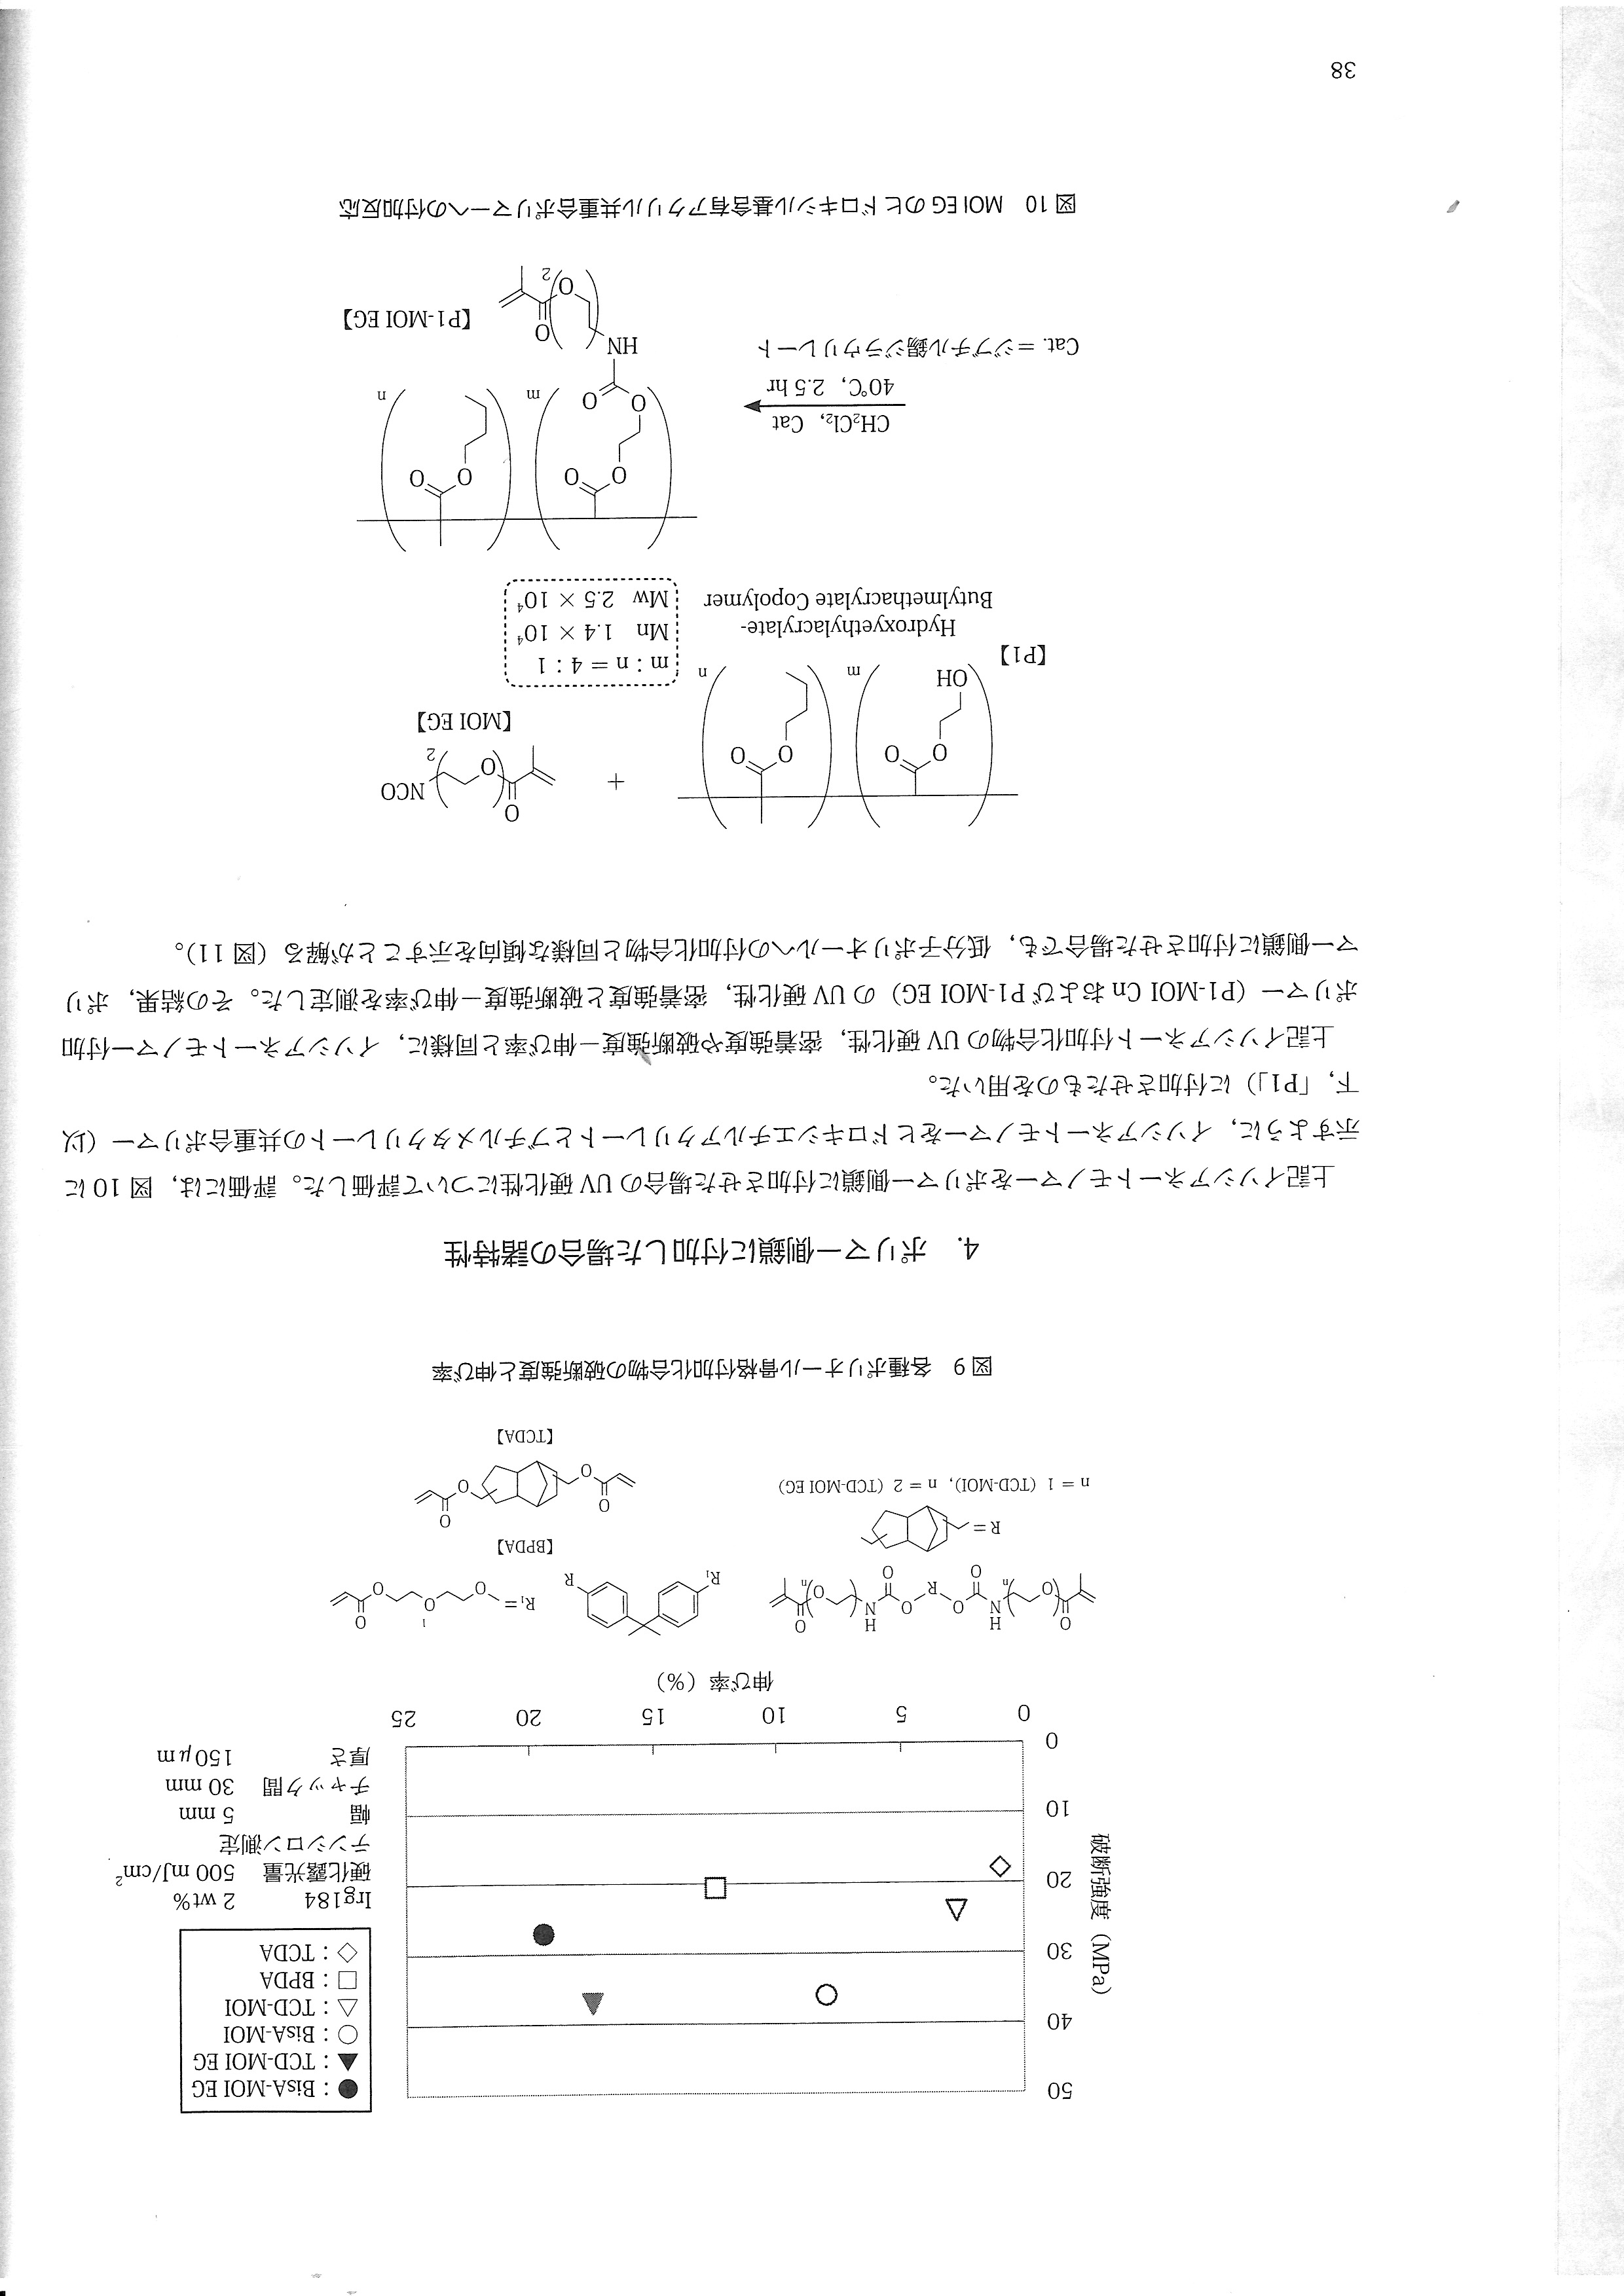 50
40
30
20
10
0
破断強度（MPa）
0 5 10 15 20 25
伸び率（%）
●：BisA-MOI EG
▲：TCD-MOI EG
○：BisA-MOI
△：TCD-MOI
□：BPDA
◇：TCDA
Irg184 2 wt%
硬化露光量 500 mJ/cm²
テンシロン測定
幅 5 mm
チャック間 30 mm
厚さ 150μm
O H H O
O n N O O R O O N O n
R=
n = 1 (TCD-MOI), n = 2 (TCD-MOI EG)
R₁ R
R₁= O O O O
【BPDA】
O O O O
【TCDA】
図9 各種ポリオール骨格付加化合物の破断強度と伸び率
4. ポリマー側鎖に付加した場合の諸特性
上記イソシアネートモノマーをポリマー側鎖に付加させた場合の UV 硬化性について評価した。評価には，図 10 に
示すように，イソシアネートモノマーをヒドロキシエチルアクリレートとブチルメタクリレートの共重合ポリマー（以
下，「P1」）に付加させたものを用いた。
上記イソシアネート付加化合物の UV 硬化性，密着強度や破断強度－伸び率と同様に，イソシアネートモノマー付加
ポリマー（P1-MOI Cn および P1-MOI EG）の UV 硬化性，密着強度と破断強度－伸び率を測定した。その結果，ポリ
マー側鎖に付加させた場合でも，低分子ポリオールへの付加化合物と同様な傾向を示すことが解る（図 11）。
O O OH m
O O n
【P1】
Hydroxyethylacrylate-
Butylmethacrylate Copolymer
+
O O 2 NCO
【MOI EG】
m：n = 4：1
Mn 1.4 × 10⁴
Mw 2.5 × 10⁴
CH₂Cl₂, Cat
40℃, 2.5 hr
Cat. ＝ジブチル錫ジラウリレート
O O O O m
O O n
HN O O 2
【P1-MOI EG】
図10 MOI EG のヒドロキシル基含有アクリル共重合ポリマーへの付加反応
38